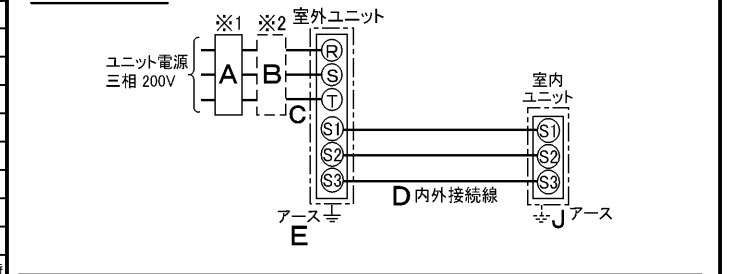 ※1
※2
室外ユニット
ユニット電源
三相 200V
A
B
C
R
S
T
S1
S2
S3
室内
ユニット
S1
S2
S3
D 内外接続線
アース
E
J アース